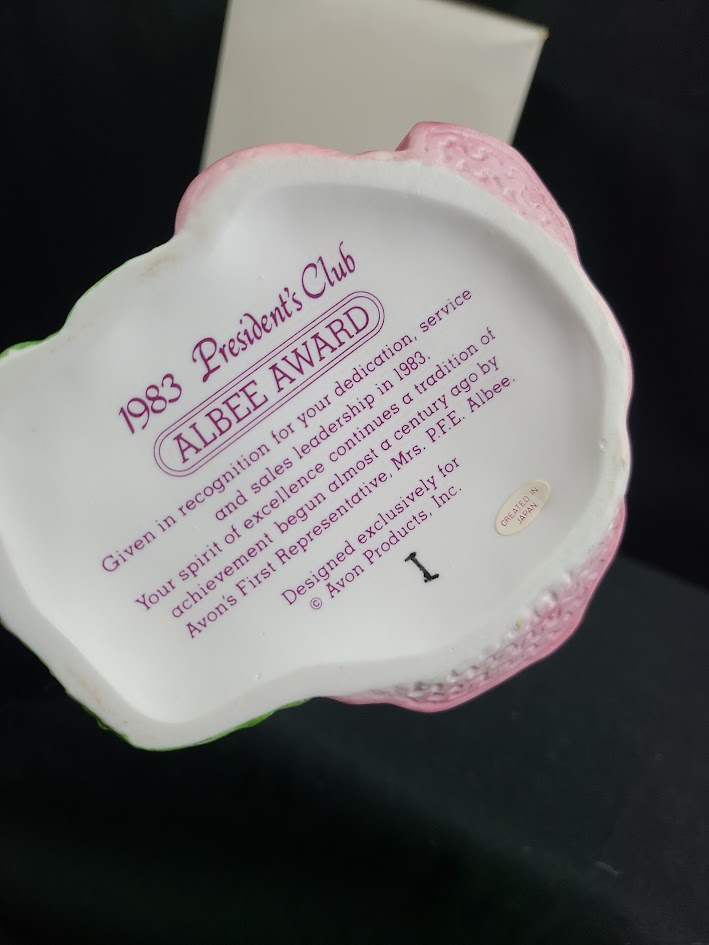 1983 President's Club
ALBEE AWARD
Given in recognition for your dedication, service
and sales leadership in 1983.
Your spirit of excellence continues a tradition of
achievement begun almost a century ago by
Avon's First Representative, Mrs. P.F.E. Albee.
Designed exclusively for
© Avon Products, Inc.
I
CREATED IN
JAPAN